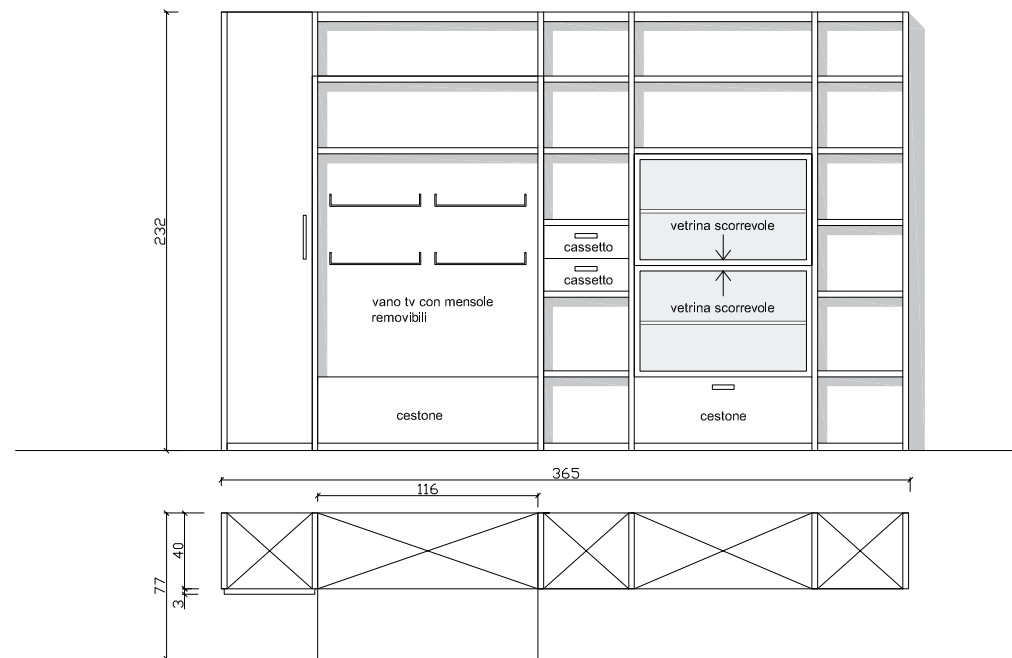 232
vetrina scorrevole
cassetto
cassetto
vano tv con mensole
removibili
vetrina scorrevole
cestone
cestone
365
116
40
77
3